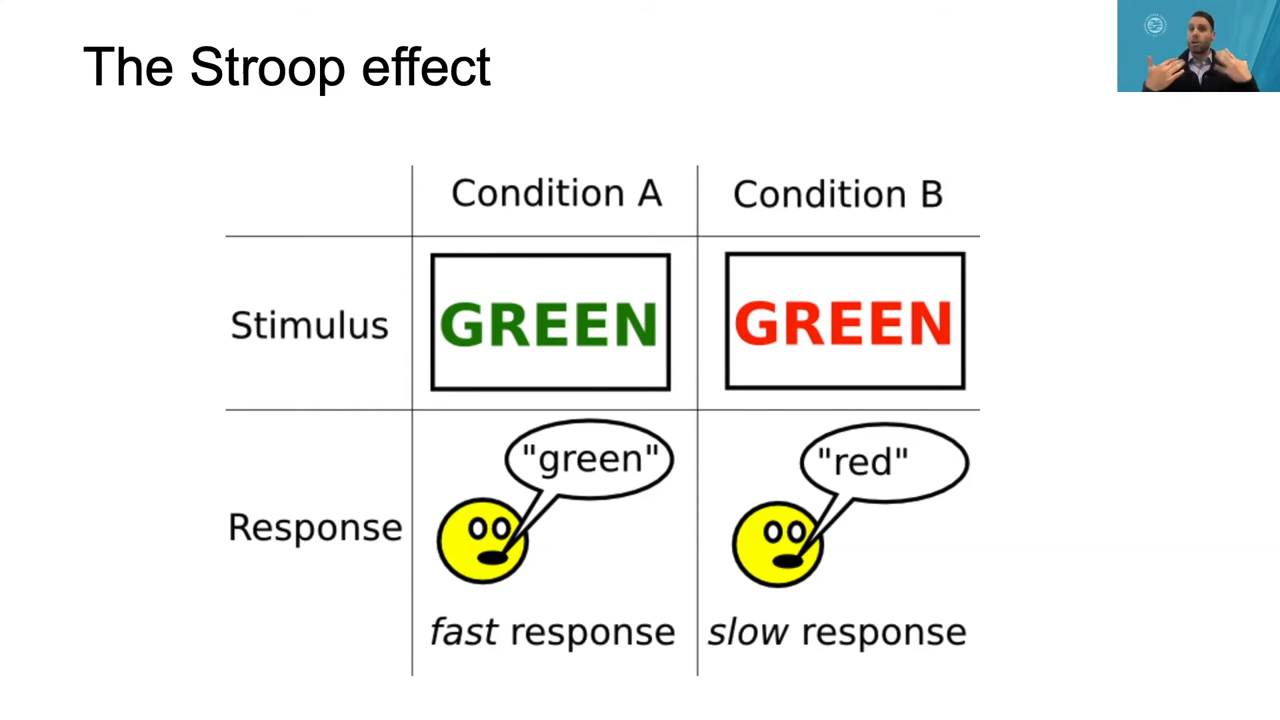 The Stroop effect
Condition A
Condition B
Stimulus
GREEN
GREEN
Response
"green"
"red"
fast response
slow response